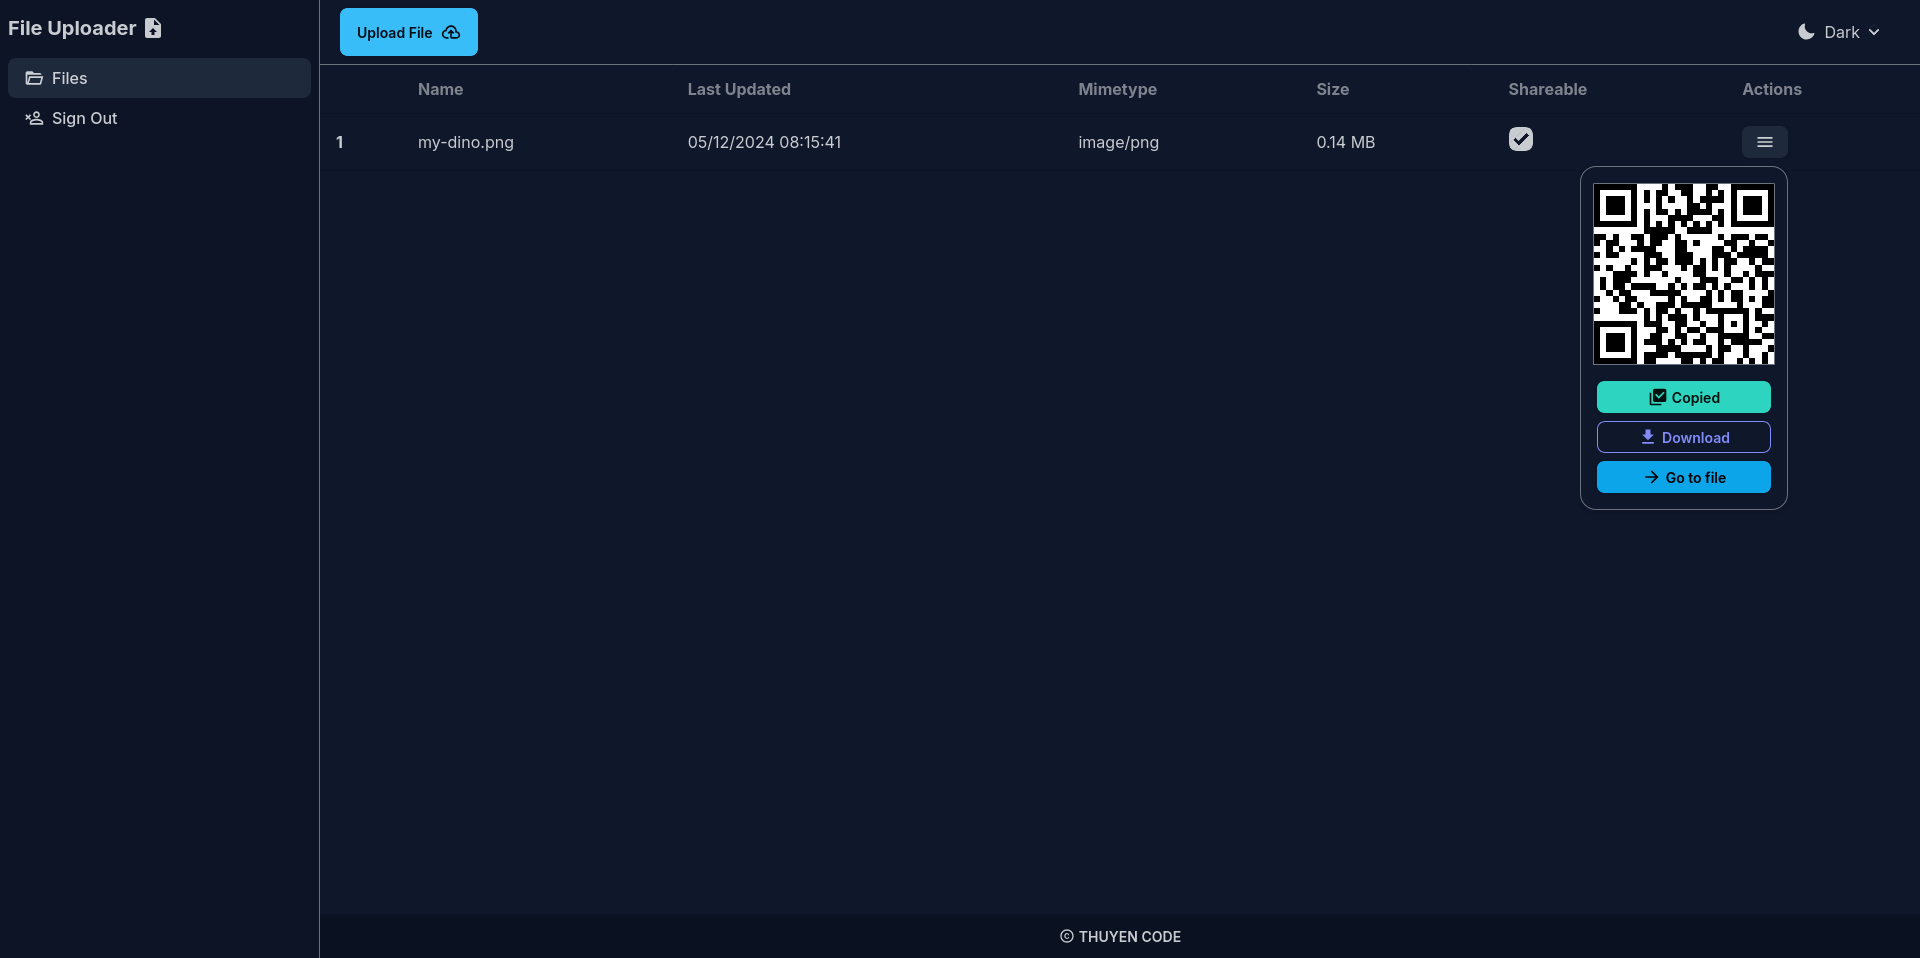 File Uploader
Files
Sign Out
Upload File
Dark
Name Last Updated Mimetype Size Shareable Actions
1 my-dino.png 05/12/2024 08:15:41 image/png 0.14 MB
Copied
Download
Go to file
© THUYEN CODE